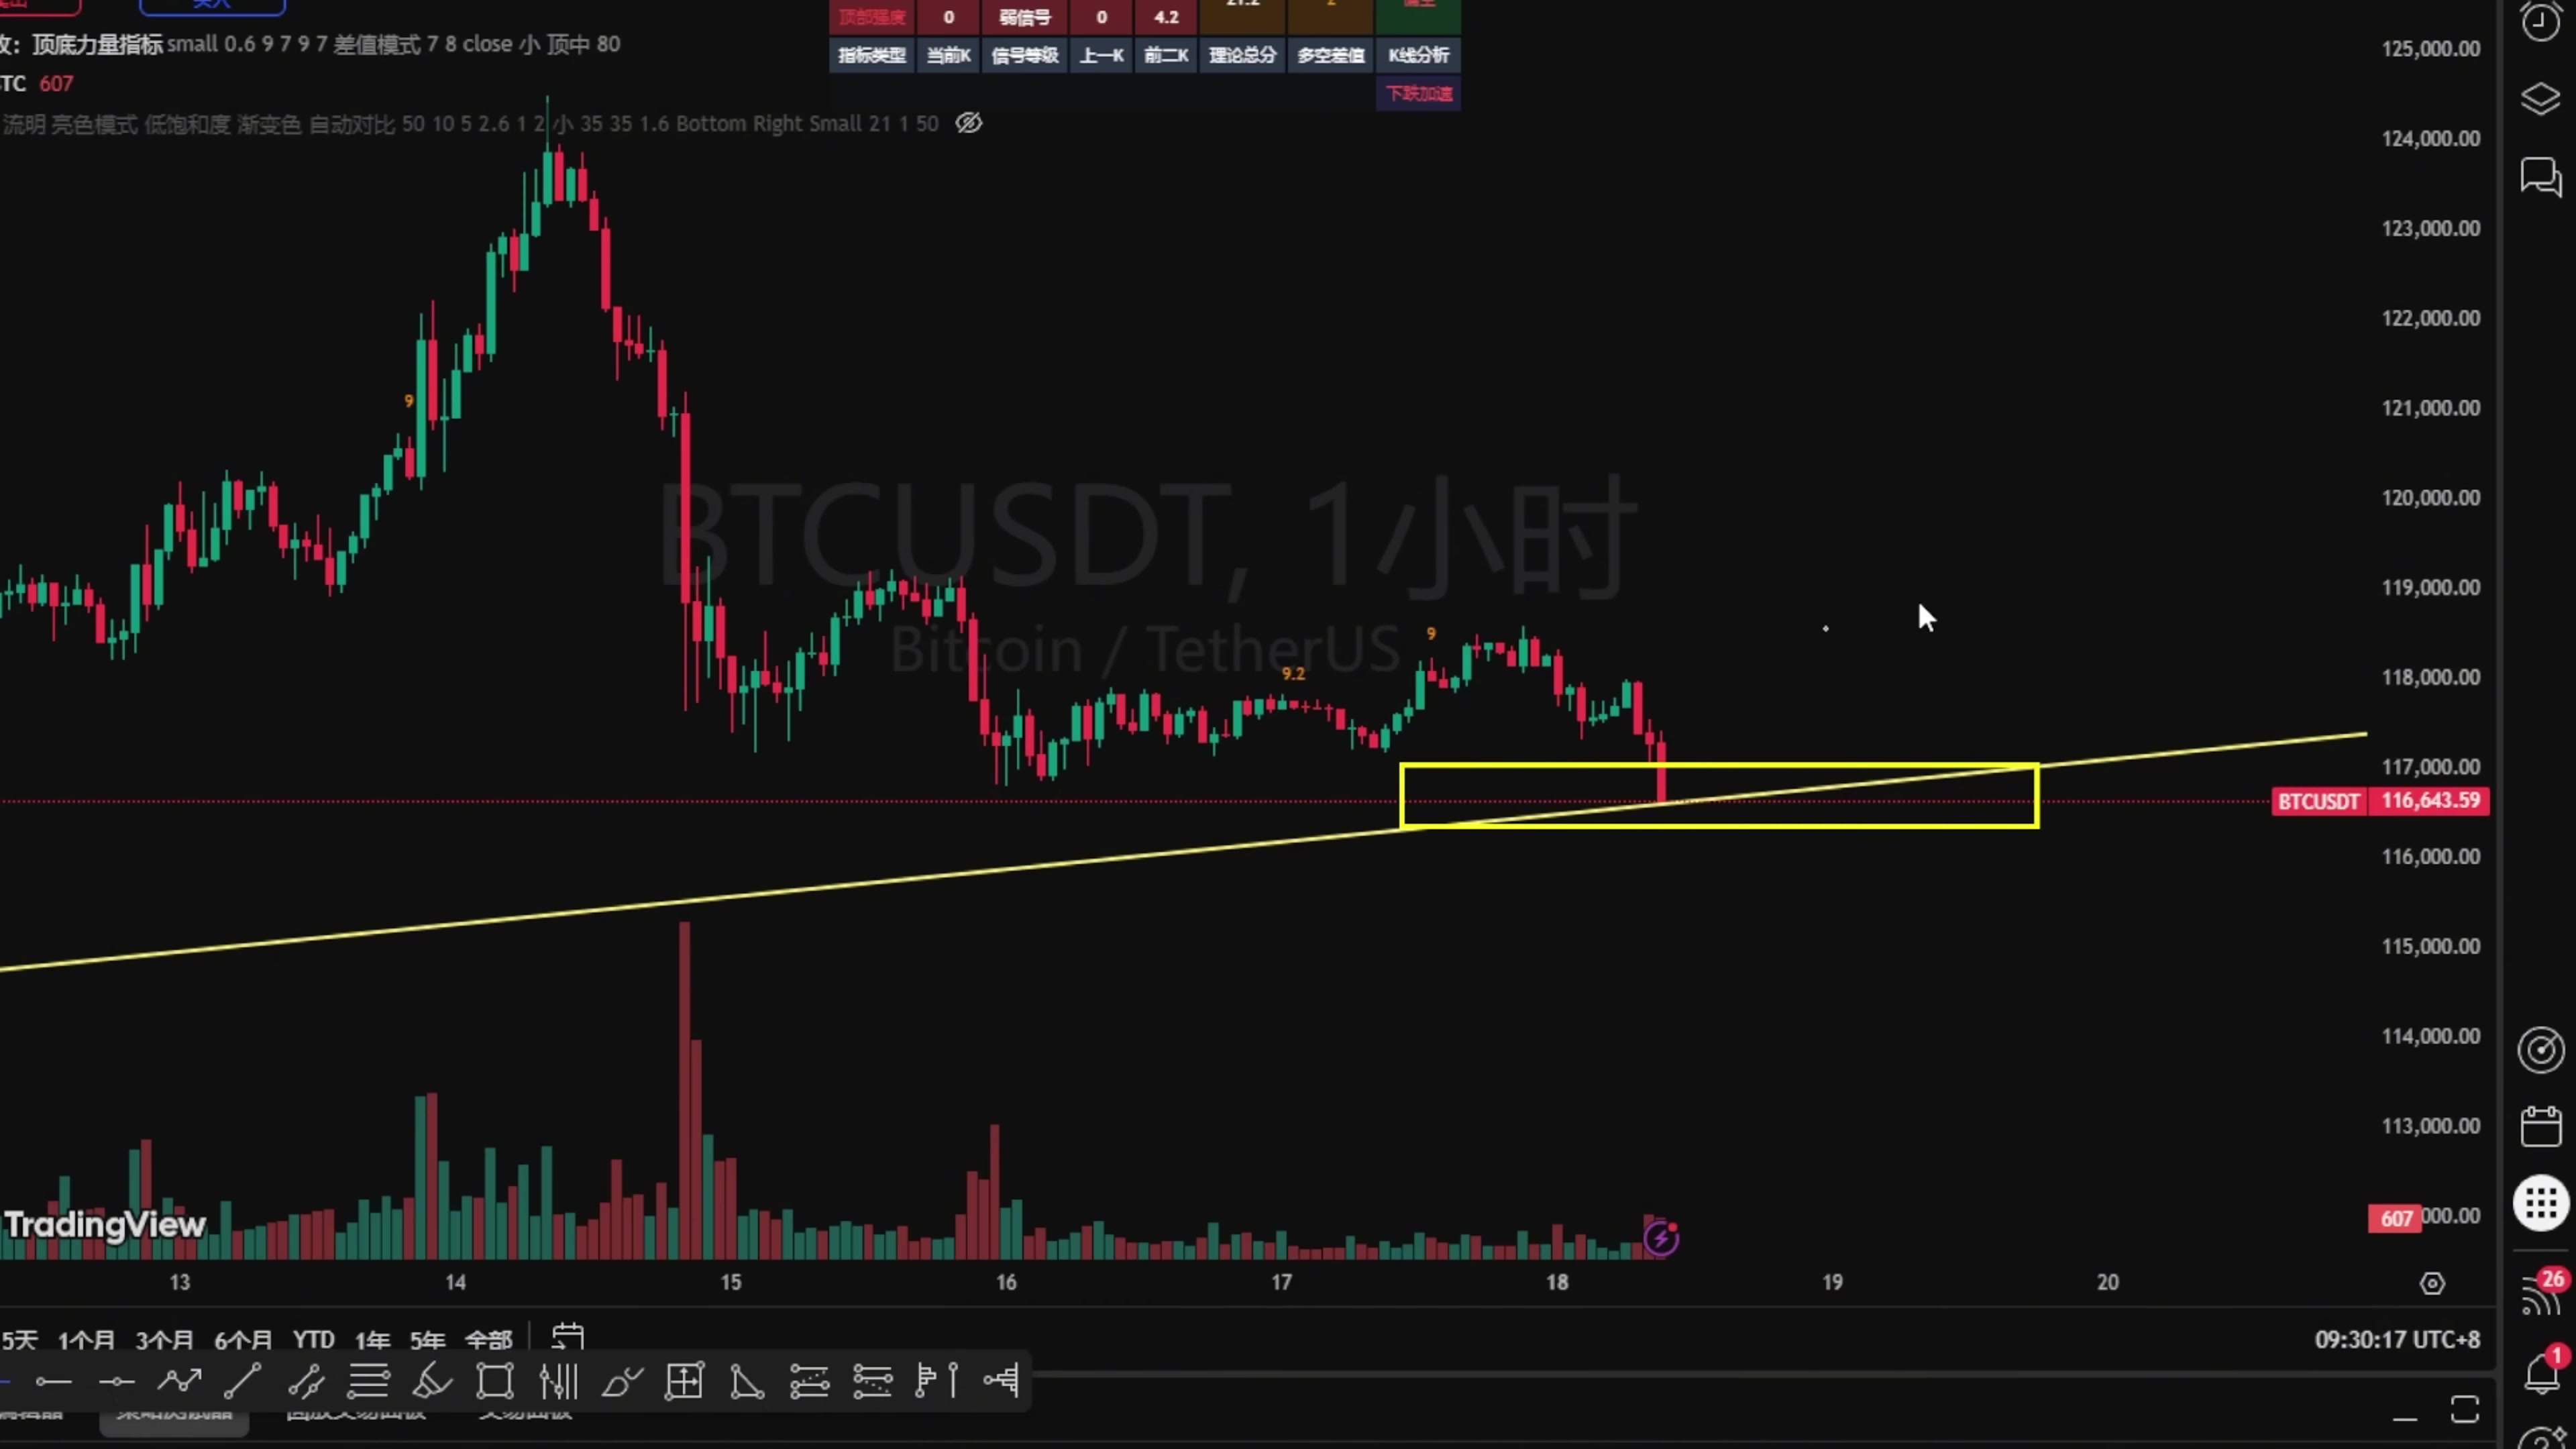 顶部强度 0 弱信号 0 4.2 21.2 2
攻: 顶底力量指标 small 0.6 9 7 9 7 差值模式 7 8 close 小 顶中 80
指标类型 当前K 信号等级 上一K 前二K 理论总分 多空差值 K线分析
TC 607
下跌加速
流明 亮色模式 低饱和度 渐变色 自动对比 50 10 5 2.6 1 2 小 35 35 1.6 Bottom Right Small 21 1 50
125,000.00
124,000.00
123,000.00
122,000.00
121,000.00
9
120,000.00
BTCUSDT, 1小时
119,000.00
Bitcoin / TetherUS
9
9.2
118,000.00
117,000.00
BTCUSDT 116,643.59
116,000.00
115,000.00
114,000.00
113,000.00
TradingView
607 000.00
13 14 15 16 17 18 19 20
26
5天 1个月 3个月 6个月 YTD 1年 5年 全部
09:30:17 UTC+8
1